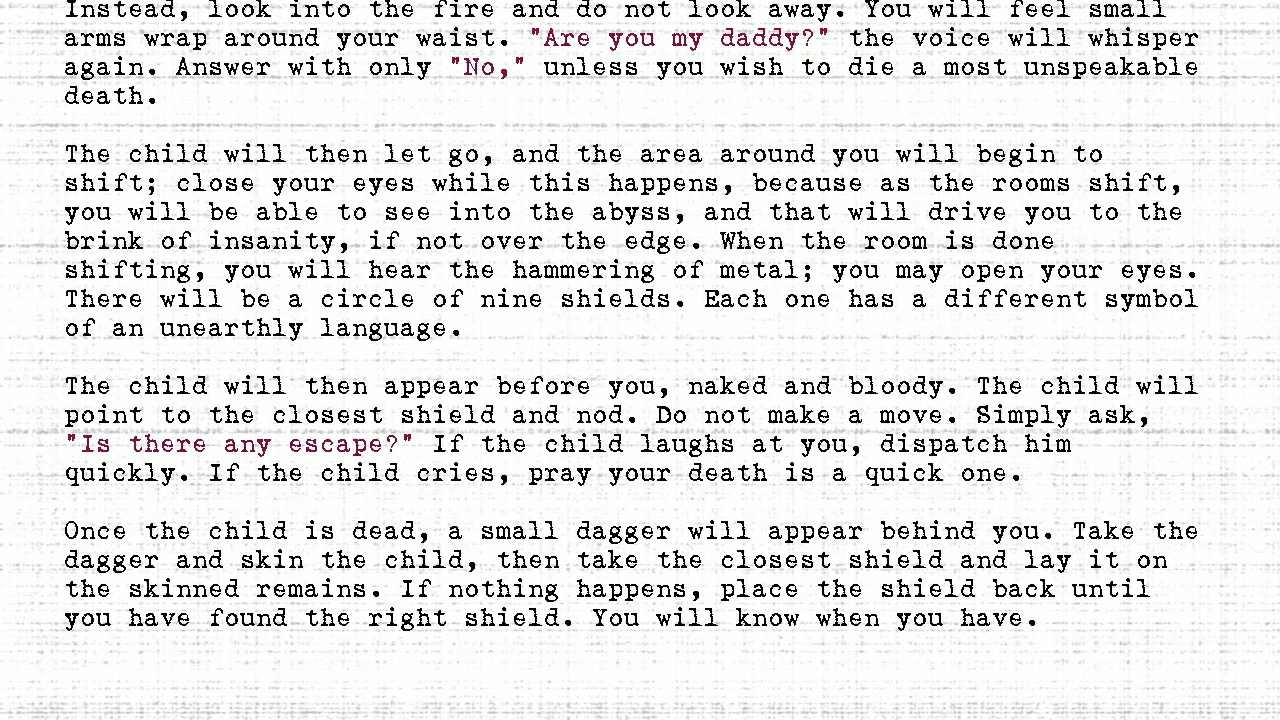 Instead, look into the fire and do not look away. You will feel small
arms wrap around your waist. "Are you my daddy?" the voice will whisper
again. Answer with only "No," unless you wish to die a most unspeakable
death.
The child will then let go, and the area around you will begin to
shift; close your eyes while this happens, because as the rooms shift,
you will be able to see into the abyss, and that will drive you to the
brink of insanity, if not over the edge. When the room is done
shifting, you will hear the hammering of metal; you may open your eyes.
There will be a circle of nine shields. Each one has a different symbol
of an unearthly language.
The child will then appear before you, naked and bloody. The child will
point to the closest shield and nod. Do not make a move. Simply ask,
"Is there any escape?" If the child laughs at you, dispatch him
quickly. If the child cries, pray your death is a quick one.
Once the child is dead, a small dagger will appear behind you. Take the
dagger and skin the child, then take the closest shield and lay it on
the skinned remains. If nothing happens, place the shield back until
you have found the right shield. You will know when you have.